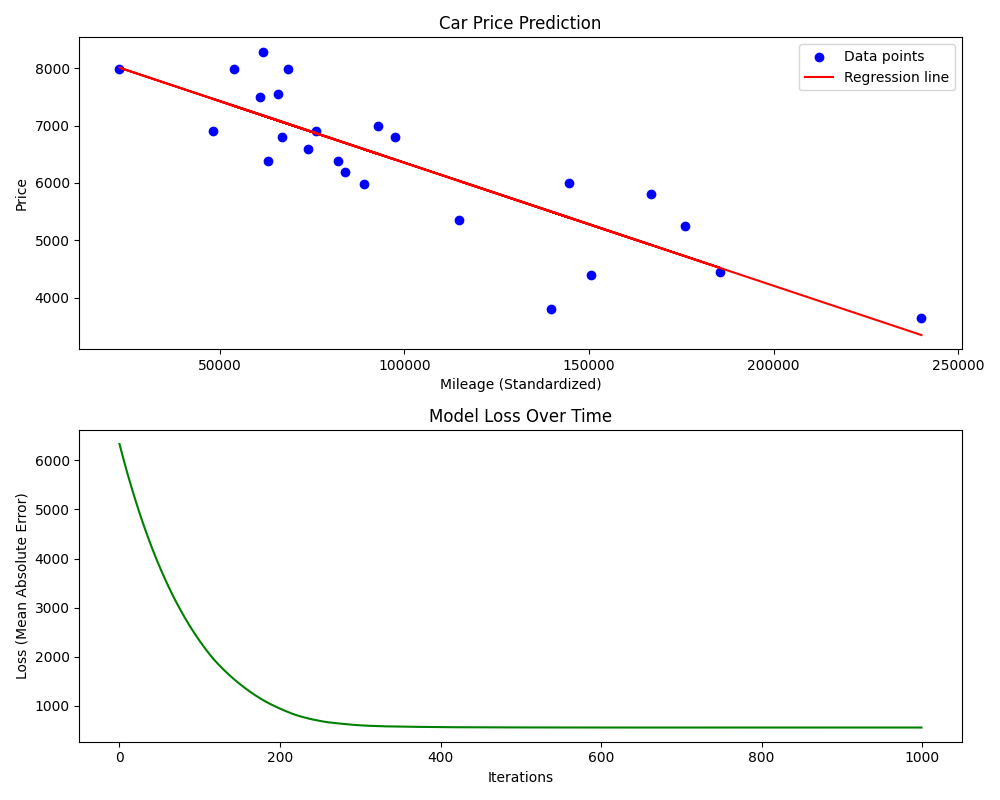 Car Price Prediction
Data points
Regression line
8000
7000
6000
5000
4000
Price
50000 100000 150000 200000 250000
Mileage (Standardized)
Model Loss Over Time
6000
5000
4000
3000
2000
1000
Loss (Mean Absolute Error)
0 200 400 600 800 1000
Iterations